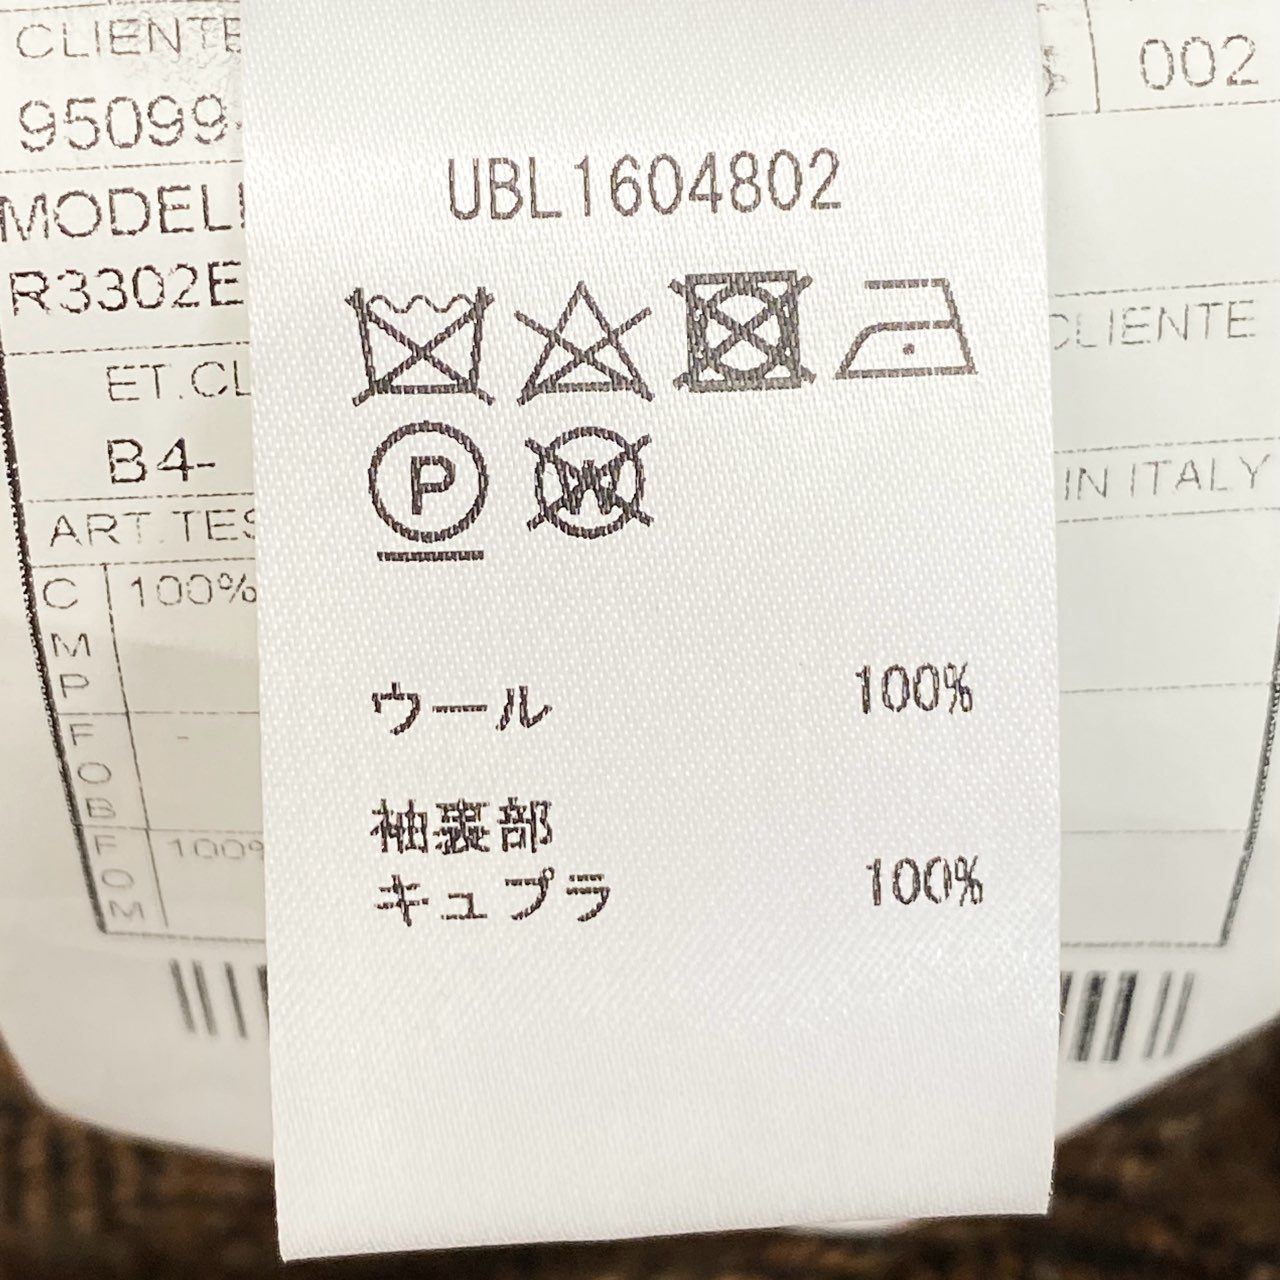 CLIENTE
002
95099
MODELL
R3302E
CLIENTE
ET.CL
B4-
IN ITALY
ART.TES
C
M
P
100%
F
O
B
-
F
O
M
100%
UBL1604802
P
W
ウール 100%
袖裏部
キュプラ 100%